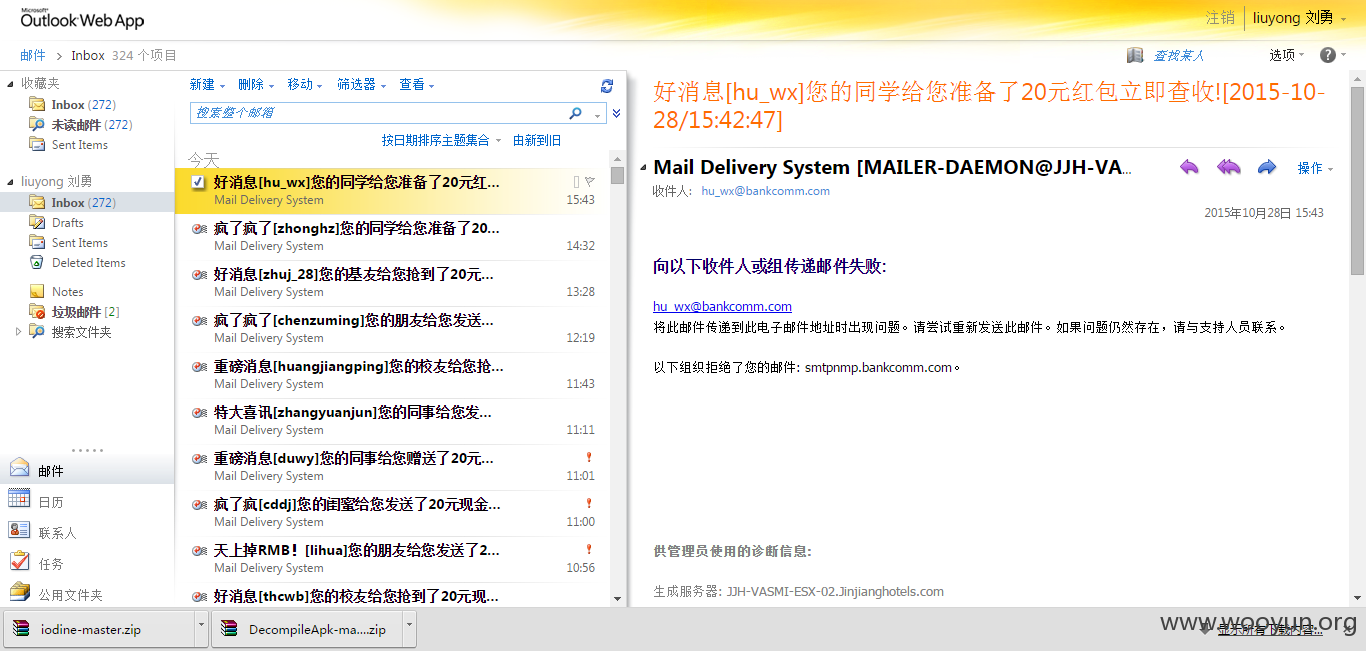 Microsoft®
Outlook Web App
注销 liuyong 刘勇
邮件 > Inbox 324 个项目
查找某人 选项
收藏夹
Inbox (272)
未读邮件 (272)
Sent Items
liuyong 刘勇
Inbox (272)
Drafts
Sent Items
Deleted Items
Notes
垃圾邮件 [2]
搜索文件夹
邮件
日历
联系人
任务
公用文件夹
新建 删除 移动 筛选器 查看
搜索整个邮箱
按日期排序主题集合 由新到旧
今天
好消息[hu_wx]您的同学给您准备了20元红...
Mail Delivery System 15:43
疯了疯了[zhonghz]您的同学给您准备了20...
Mail Delivery System 14:32
好消息[zhuj_28]您的基友给您抢到了20元...
Mail Delivery System 13:28
疯了疯了[chenzuming]您的朋友给您发送...
Mail Delivery System 12:19
重磅消息[huangjiangping]您的校友给您抢...
Mail Delivery System 11:43
特大喜讯[zhangyuanjun]您的同事给您发...
Mail Delivery System 11:11
重磅消息[duwy]您的同事给您赠送了20元...
Mail Delivery System 11:01
疯了疯[cddj]您的闺蜜给您发送了20元现金...
Mail Delivery System 11:00
天上掉RMB！[lihua]您的朋友给您发送了2...
Mail Delivery System 10:56
好消息[thcwb]您的校友给您抢到了20元现...
好消息[hu_wx]您的同学给您准备了20元红包立即查收![2015-10-
28/15:42:47]
Mail Delivery System [MAILER-DAEMON@JJH-VA...
操作
收件人: hu_wx@bankcomm.com
2015年10月28日 15:43
向以下收件人或组传递邮件失败:
hu_wx@bankcomm.com
将此邮件传递到此电子邮件地址时出现问题。请尝试重新发送此邮件。如果问题仍然存在，请与支持人员联系。
以下组织拒绝了您的邮件: smtpnmp.bankcomm.com。
供管理员使用的诊断信息:
生成服务器: JJH-VASMI-ESX-02.Jinjianghotels.com
iodine-master.zip DecompileApk-ma....zip
显示所有下载内容...
www.wooyun.org